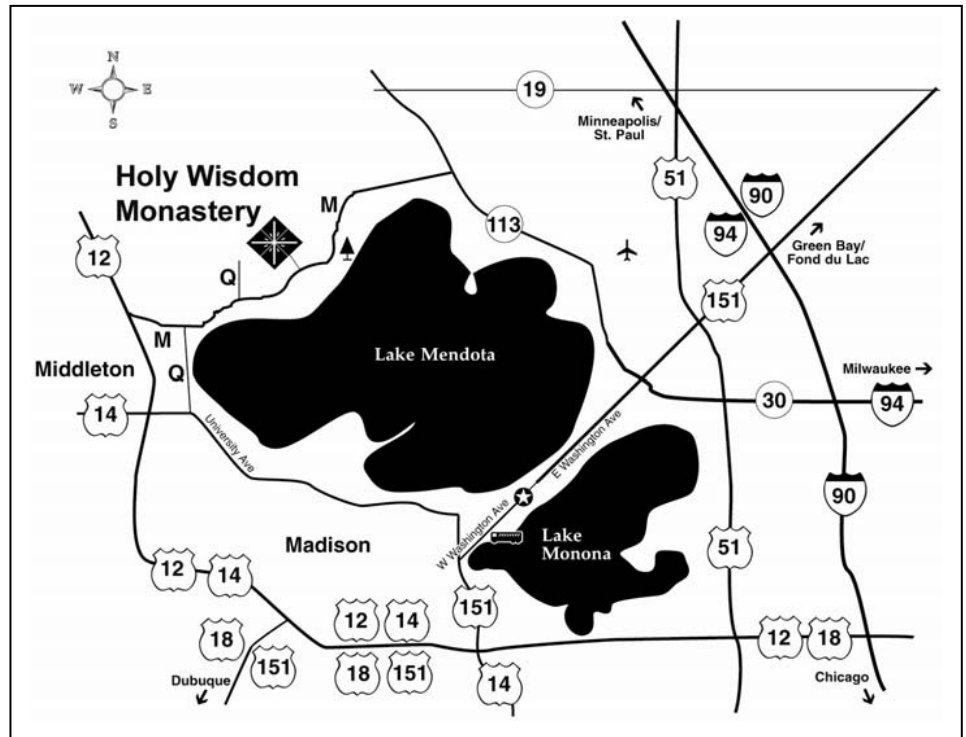 N
W E
S
19
Minneapolis/
St. Paul
51
90
94
Green Bay/
Fond du Lac
151
Holy Wisdom
Monastery
M
113
12
Q
M
Middleton
Q
14
Lake Mendota
Milwaukee
30
94
University Ave
E Washington Ave
W Washington Ave
90
Madison
Lake
Monona
51
12
14
151
18
151
Dubuque
12
14
18
151
14
12
18
Chicago